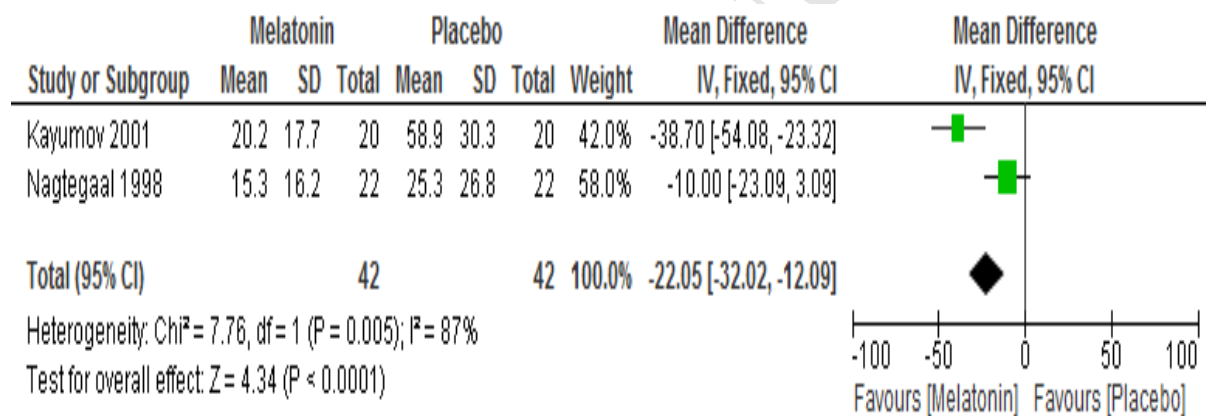 Melatonin Placebo Mean Difference Mean Difference
Study or Subgroup Mean SD Total Mean SD Total Weight IV, Fixed, 95% CI IV, Fixed, 95% CI
Kayumov 2001 20.2 17.7 20 58.9 30.3 20 42.0% -38.70 [-54.08, -23.32]
Nagtegaal 1998 15.3 16.2 22 25.3 26.8 22 58.0% -10.00 [-23.09, 3.09]
Total (95% CI) 42 42 100.0% -22.05 [-32.02, -12.09]
Heterogeneity: Chi² = 7.76, df = 1 (P = 0.005); I² = 87%
Test for overall effect: Z = 4.34 (P < 0.0001)
-100 -50 0 50 100
Favours [Melatonin] Favours [Placebo]